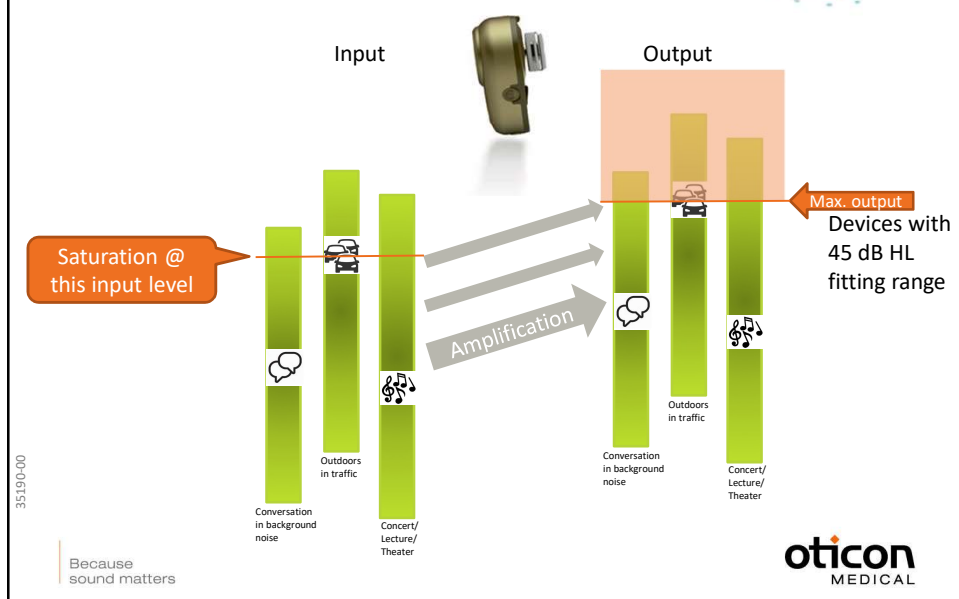 Input
Output
Max. output
Devices with
45 dB HL
fitting range
Saturation @
this input level
Amplification
Conversation
in background
noise
Outdoors
in traffic
Concert/
Lecture/
Theater
Conversation
in background
noise
Outdoors
in traffic
Concert/
Lecture/
Theater
35190-00
Because
sound matters
oticon
MEDICAL